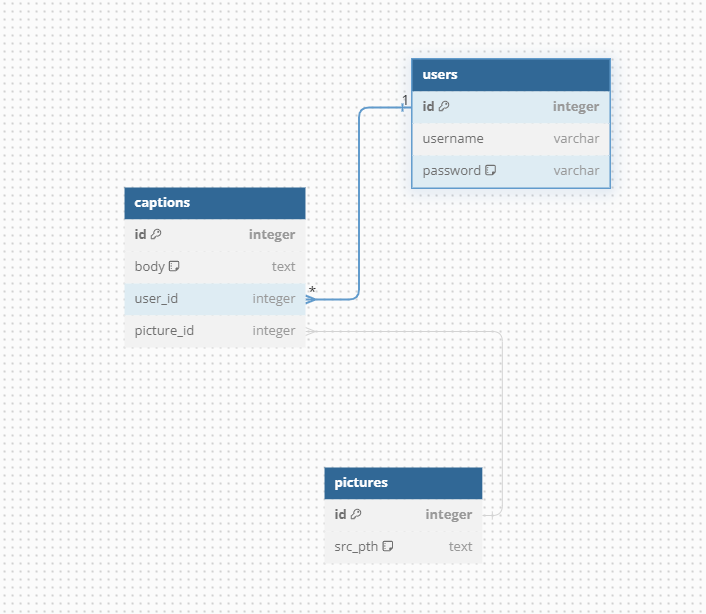 users
1
id integer
username varchar
password varchar
captions
id integer
body text
*
user_id integer
picture_id integer
pictures
id integer
src_pth text